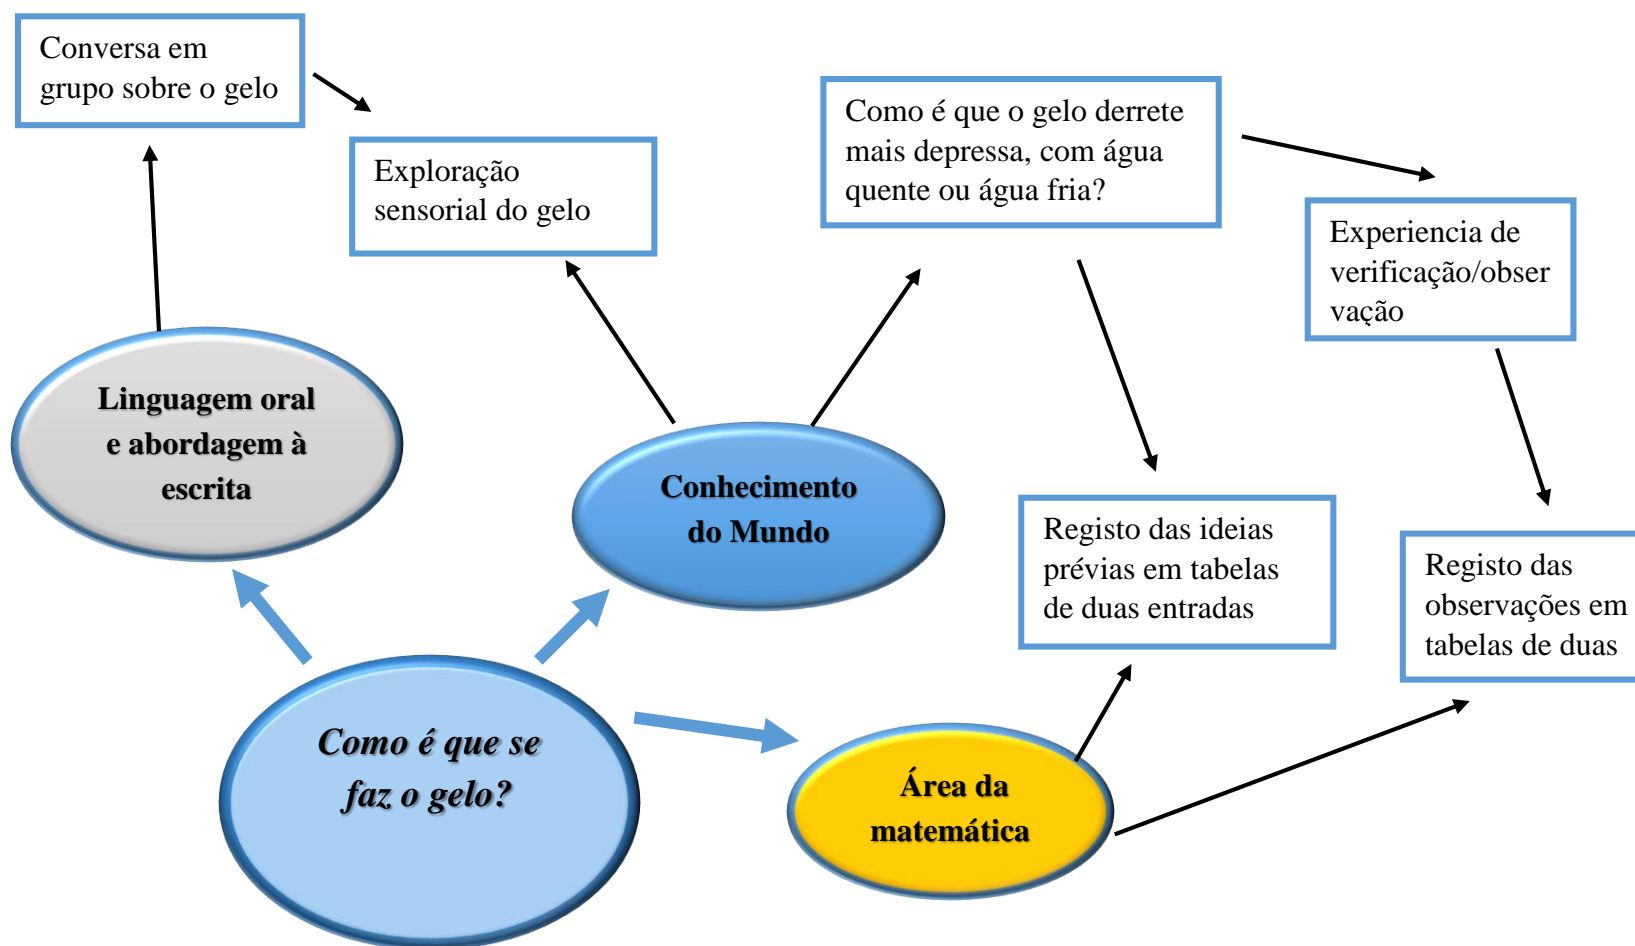 Conversa em
grupo sobre o gelo
Exploração
sensorial do gelo
Como é que o gelo derrete
mais depressa, com água
quente ou água fria?
Experiencia de
verificação/obser
vação
Linguagem oral
e abordagem à
escrita
Conhecimento
do Mundo
Registo das ideias
prévias em tabelas
de duas entradas
Registo das
observações em
tabelas de duas
Como é que se
faz o gelo?
Área da
matemática